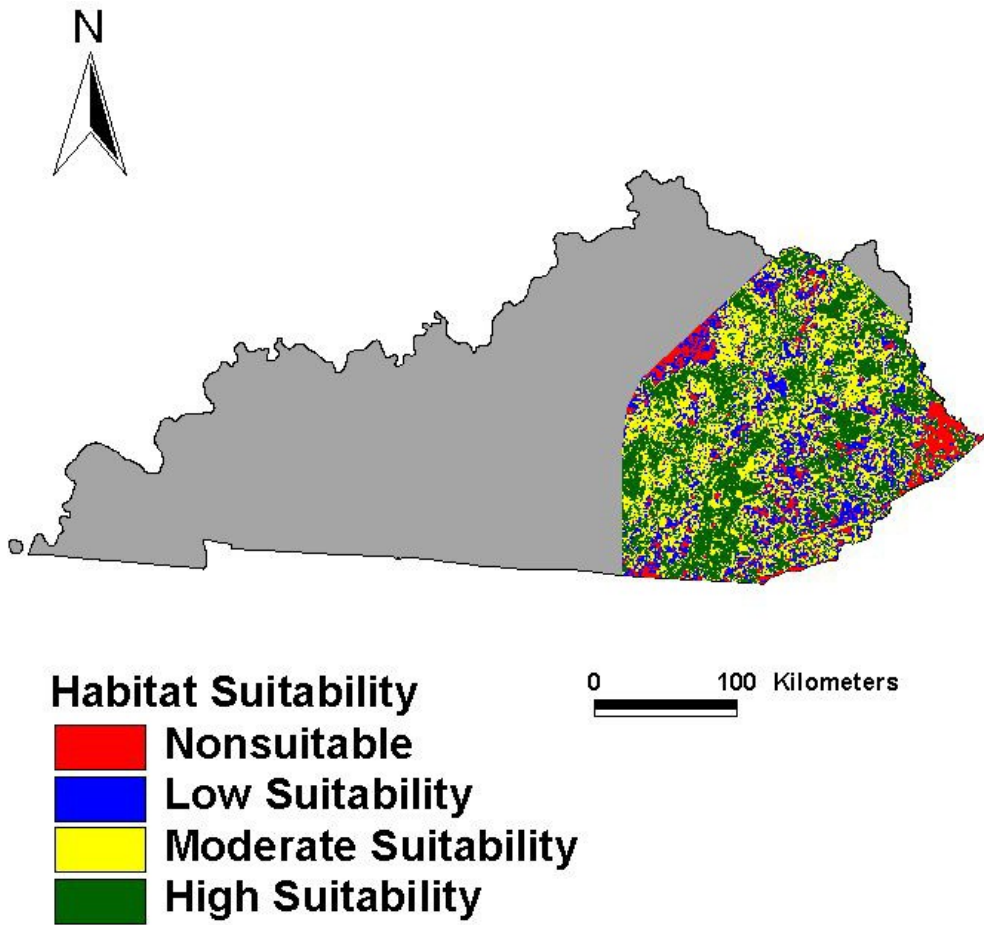 N
Habitat Suitability
0 100 Kilometers
Nonsuitable
Low Suitability
Moderate Suitability
High Suitability